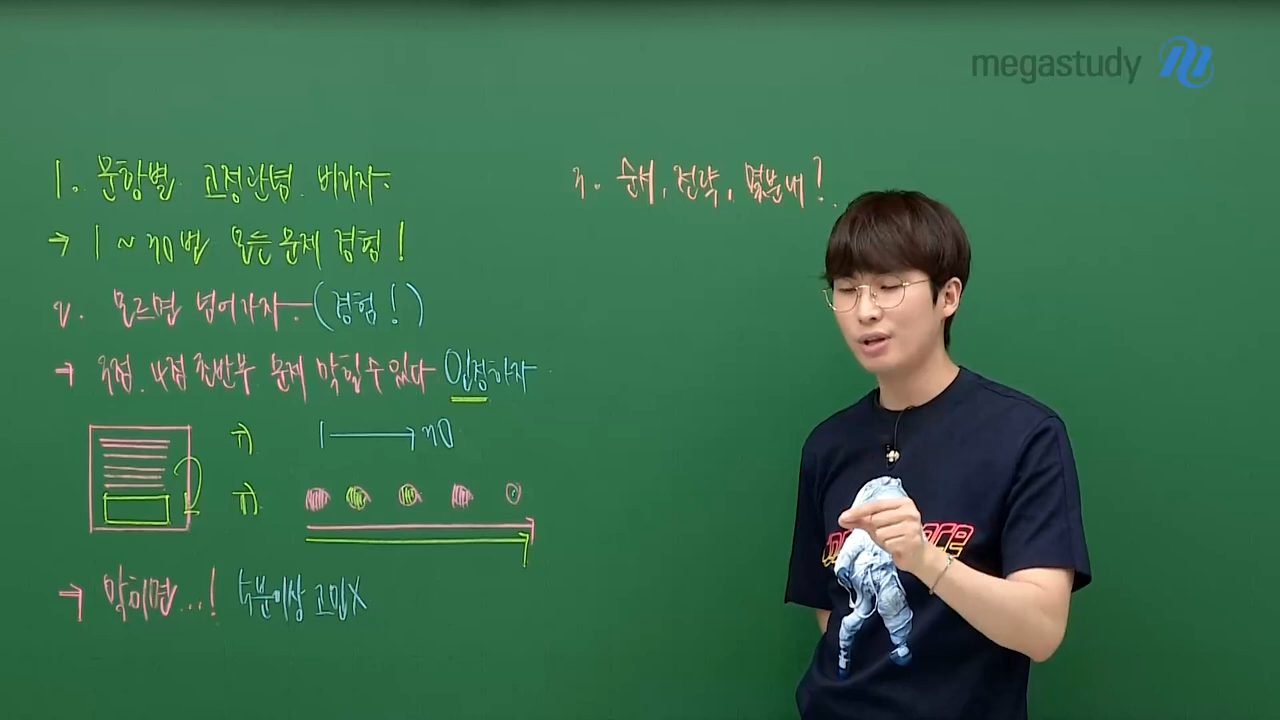 megastudy
1. 문항별 고정관념 버리자.
→ 1 ~ 30번 모든 문제 경험!
2. 모르면 넘어가자. (경험!)
→ 3점, 4점 초반부 문제 막힐 수 있다 인정하자
i) 1 → 30
ii)
→ 막히면...! 5분이상 고민X
3. 순서, 전략, 몇분내!